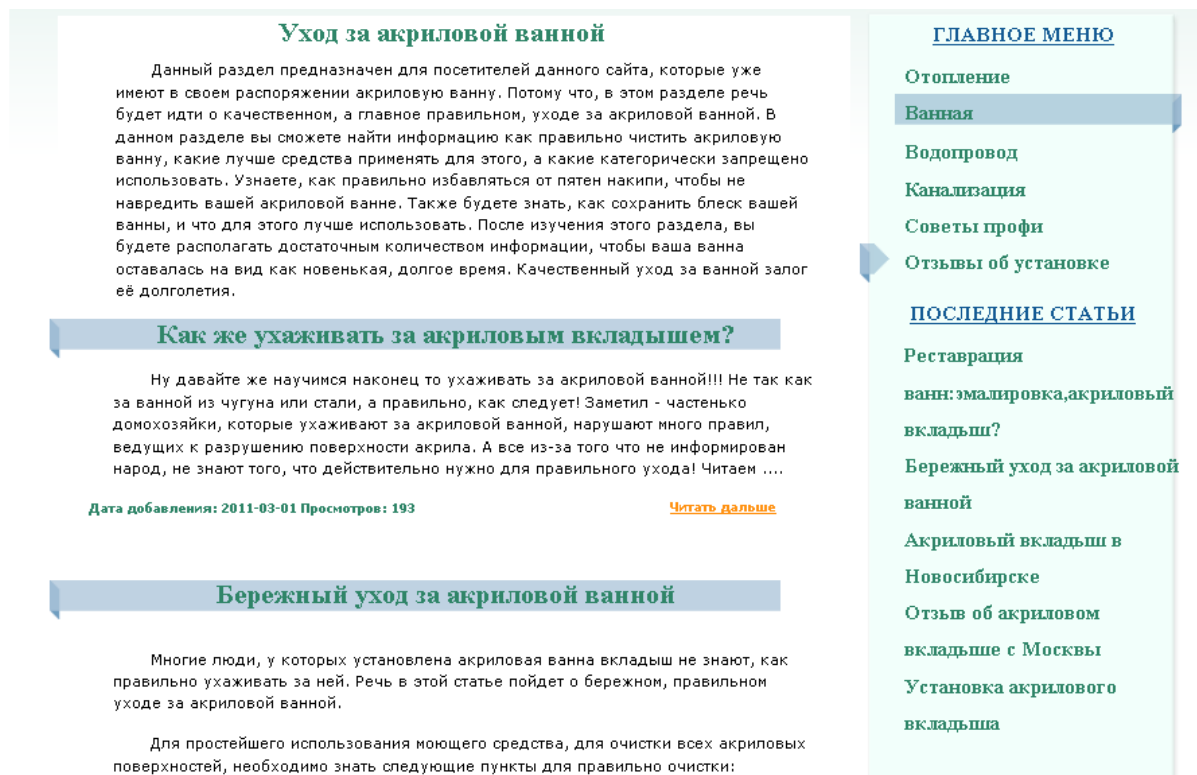 Уход за акриловой ванной
Данный раздел предназначен для посетителей данного сайта, которые уже
имеют в своем распоряжении акриловую ванну. Потому что, в этом разделе речь
будет идти о качественном, а главное правильном, уходе за акриловой ванной. В
данном разделе вы сможете найти информацию как правильно чистить акриловую
ванну, какие лучше средства применять для этого, а какие категорически запрещено
использовать. Узнаете, как правильно избавляться от пятен накипи, чтобы не
навредить вашей акриловой ванне. Также будете знать, как сохранить блеск вашей
ванны, и что для этого лучше использовать. После изучения этого раздела, вы
будете располагать достаточным количеством информации, чтобы ваша ванна
оставалась на вид как новенькая, долгое время. Качественный уход за ванной залог
её долголетия.
Как же ухаживать за акриловым вкладышем?
Ну давайте же научимся наконец то ухаживать за акриловой ванной!!! Не так как
за ванной из чугуна или стали, а правильно, как следует! Заметил - частенько
домохозяйки, которые ухаживают за акриловой ванной, нарушают много правил,
ведущих к разрушению поверхности акрила. А все из-за того что не информирован
народ, не знают того, что действительно нужно для правильного ухода! Читаем ....
Дата добавления: 2011-03-01 Просмотров: 193
Читать дальше
Бережный уход за акриловой ванной
Многие люди, у которых установлена акриловая ванна вкладыш не знают, как
правильно ухаживать за ней. Речь в этой статье пойдет о бережном, правильном
уходе за акриловой ванной.
Для простейшего использования моющего средства, для очистки всех акриловых
поверхностей, необходимо знать следующие пункты для правильно очистки:
ГЛАВНОЕ МЕНЮ
Отопление
Ванная
Водопровод
Канализация
Советы профи
Отзывы об установке
ПОСЛЕДНИЕ СТАТЬИ
Реставрация
ванн:эмалировка,акриловый
вкладыш?
Бережный уход за акриловой
ванной
Акриловый вкладыш в
Новосибирске
Отзыв об акриловом
вкладыше с Москвы
Установка акрилового
вкладыша